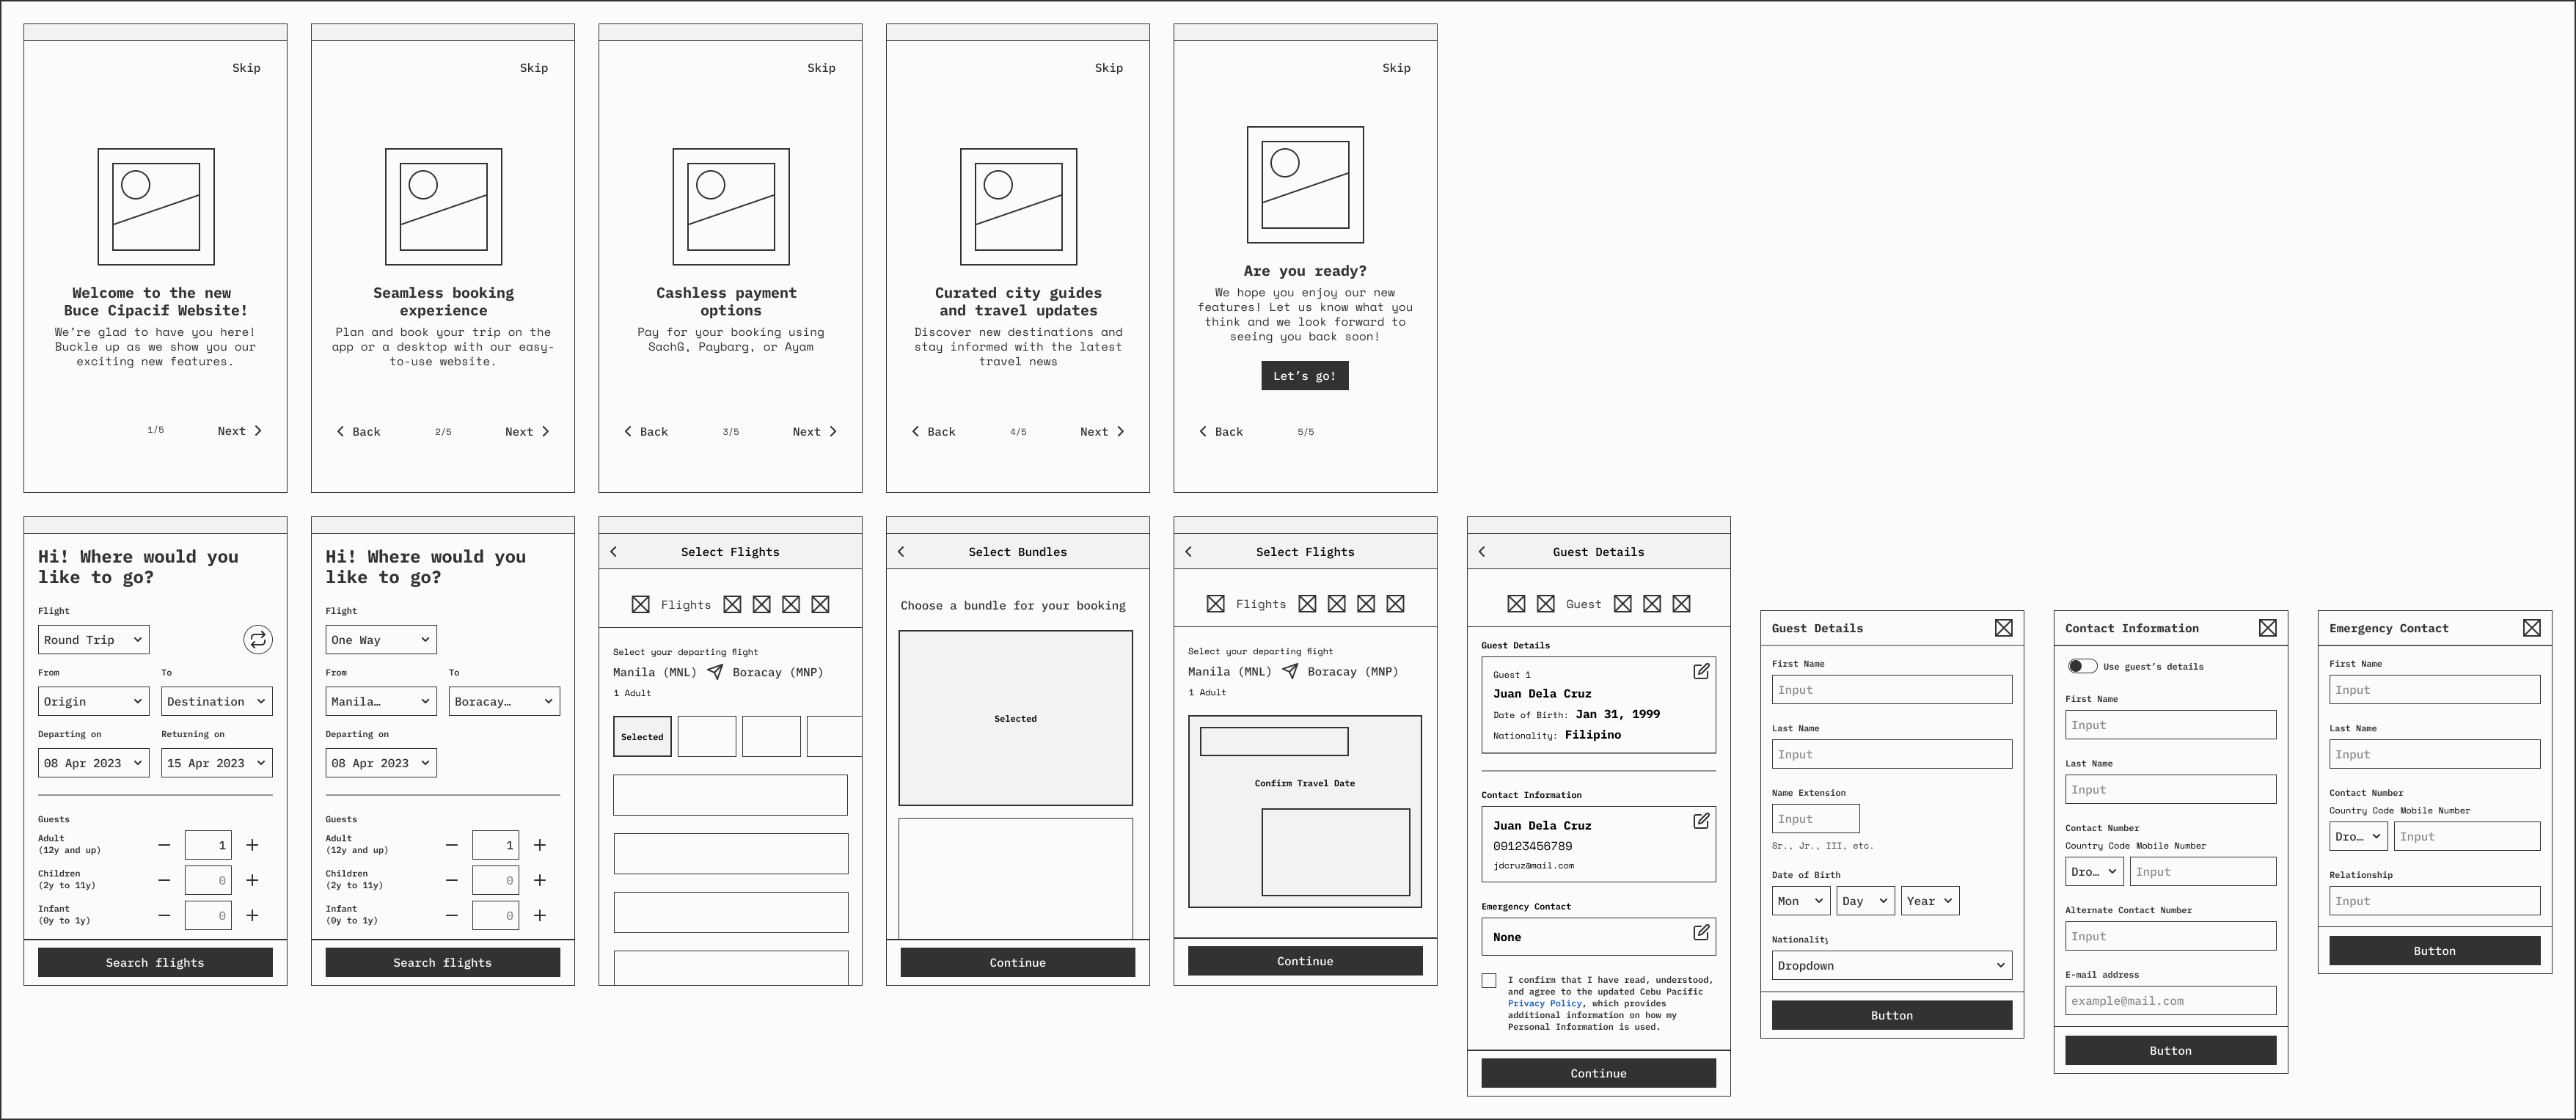 Skip
Welcome to the new
Buce Cipacif Website!
We’re glad to have you here!
Buckle up as we show you our
exciting new features.
1/5
Next
Skip
Seamless booking
experience
Plan and book your trip on the
app or a desktop with our easy-
to-use website.
Back
2/5
Next
Skip
Cashless payment
options
Pay for your booking using
SachG, Paybarg, or Ayam
Back
3/5
Next
Skip
Curated city guides
and travel updates
Discover new destinations and
stay informed with the latest
travel news
Back
4/5
Next
Skip
Are you ready?
We hope you enjoy our new
features! Let us know what you
think and we look forward to
seeing you back soon!
Let’s go!
Back
5/5
Hi! Where would you
like to go?
Flight
Round Trip
From
To
Origin
Destination
Departing on
Returning on
08 Apr 2023
15 Apr 2023
Guests
Adult
(12y and up)
1
Children
(2y to 11y)
0
Infant
(0y to 1y)
0
Search flights
Hi! Where would you
like to go?
Flight
One Way
From
To
Manila…
Boracay…
Departing on
08 Apr 2023
Guests
Adult
(12y and up)
1
Children
(2y to 11y)
0
Infant
(0y to 1y)
0
Search flights
Select Flights
Flights
Select your departing flight
Manila (MNL)
Boracay (MNP)
1 Adult
Selected
Select Bundles
Choose a bundle for your booking
Selected
Continue
Select Flights
Flights
Select your departing flight
Manila (MNL)
Boracay (MNP)
1 Adult
Confirm Travel Date
Continue
Guest Details
Guest
Guest Details
Guest 1
Juan Dela Cruz
Date of Birth: Jan 31, 1999
Nationality: Filipino
Contact Information
Juan Dela Cruz
09123456789
jdcruz@mail.com
Emergency Contact
None
I confirm that I have read, understood,
and agree to the updated Cebu Pacific
Privacy Policy, which provides
additional information on how my
Personal Information is used.
Continue
Guest Details
First Name
Input
Last Name
Input
Name Extension
Input
Sr., Jr., III, etc.
Date of Birth
Mon
Day
Year
Nationality
Dropdown
Button
Contact Information
Use guest’s details
First Name
Input
Last Name
Input
Contact Number
Country Code
Mobile Number
Dro…
Input
Alternate Contact Number
Input
E-mail address
example@mail.com
Button
Emergency Contact
First Name
Input
Last Name
Input
Contact Number
Country Code
Mobile Number
Dro…
Input
Relationship
Input
Button